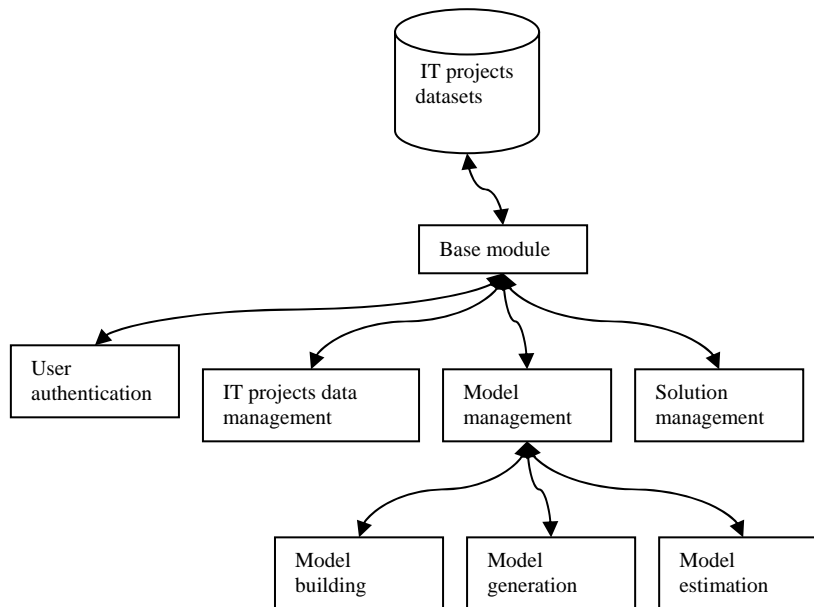 IT projects
datasets
Base module
User
authentication
IT projects data
management
Model
management
Solution
management
Model
building
Model
generation
Model
estimation